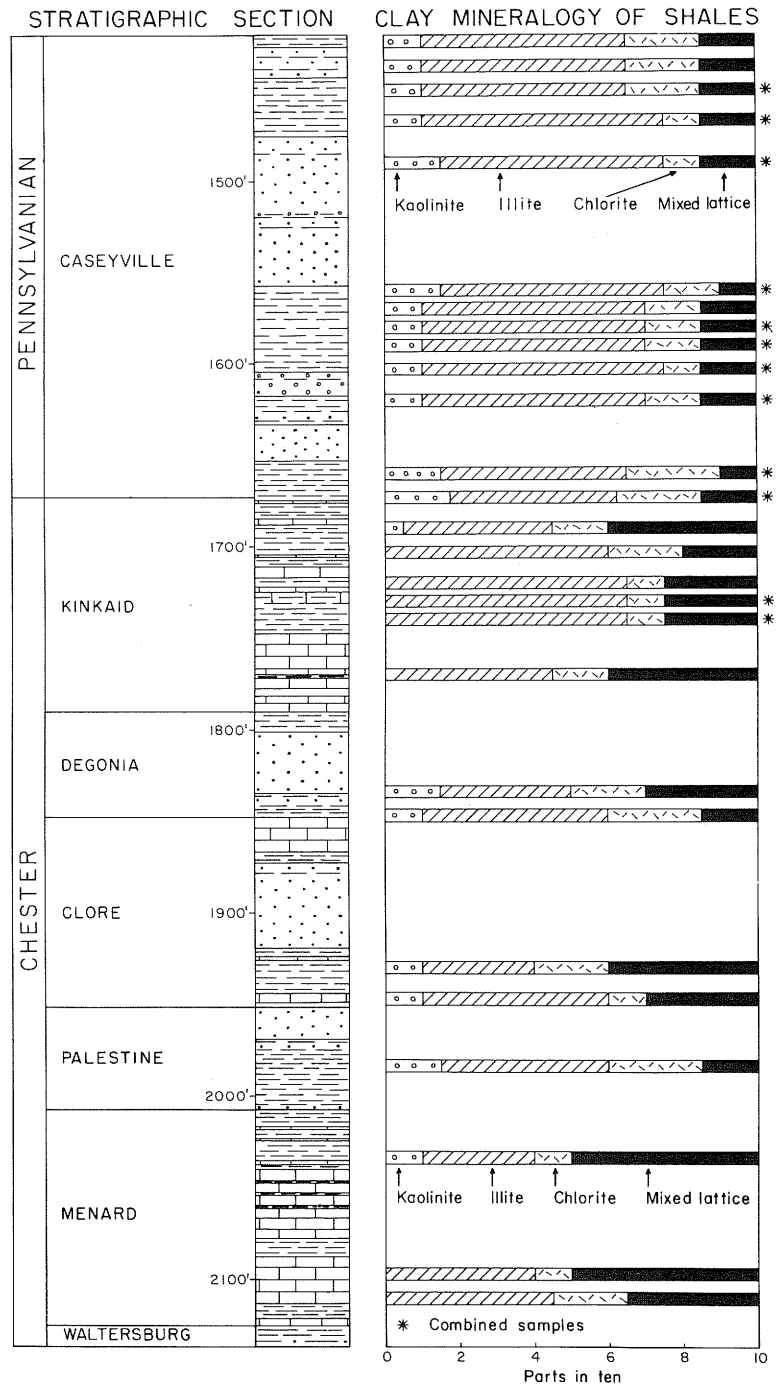 STRATIGRAPHIC SECTION
CLAY MINERALOGY OF SHALES
PENNSYLVANIAN
CASEYVILLE
1500'
1600'
Kaolinite Illite Chlorite Mixed lattice
*
*
*
*
*
*
*
*
*
*
CHESTER
KINKAID
1700'
*
*
DEGONIA
1800'
CLORE
1900'
PALESTINE
2000'
MENARD
2100'
Kaolinite Illite Chlorite Mixed lattice
WALTERSBURG
* Combined samples
0 2 4 6 8 10
Parts in ten